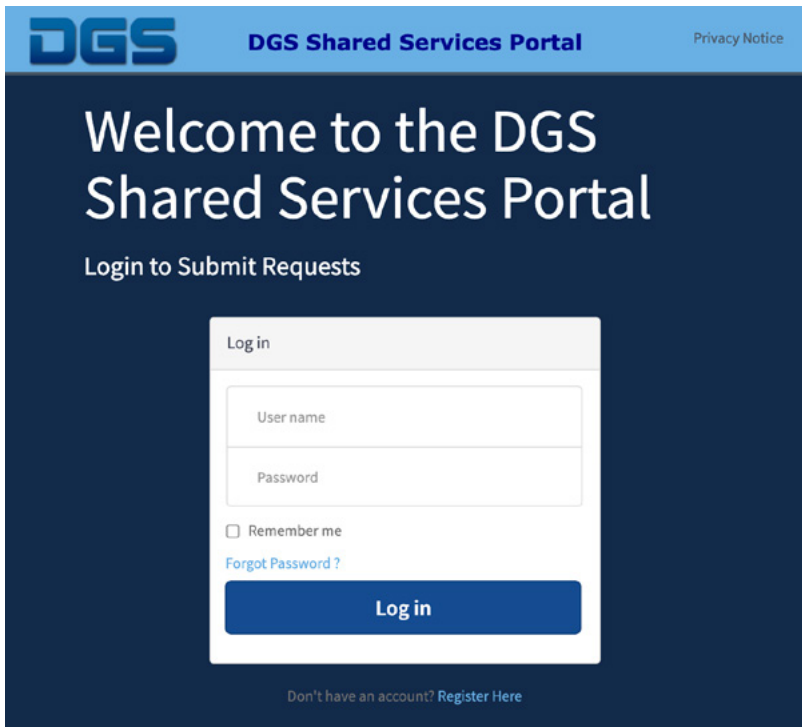 DGS
DGS Shared Services Portal
Privacy Notice
Welcome to the DGS
Shared Services Portal
Login to Submit Requests
Log in
User name
Password
Remember me
Forgot Password ?
Log in
Don't have an account? Register Here